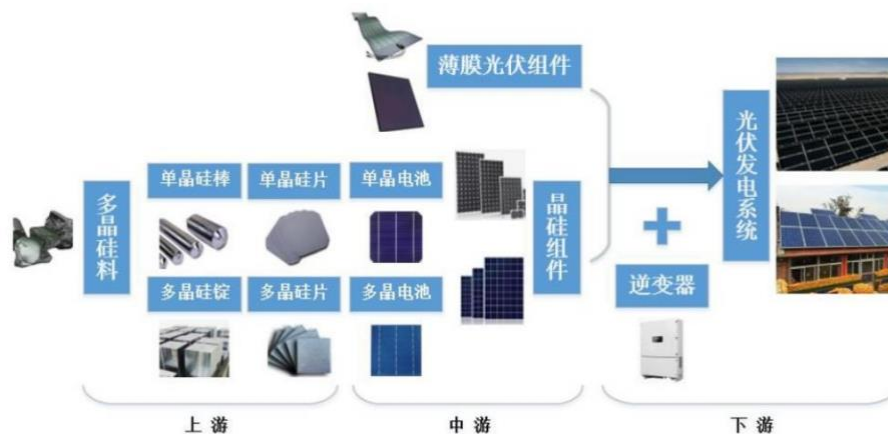 薄膜光伏组件
多晶硅料
单晶硅棒
单晶硅片
单晶电池
多晶硅锭
多晶硅片
多晶电池
晶硅组件
逆变器
光伏发电系统
上 游
中 游
下 游